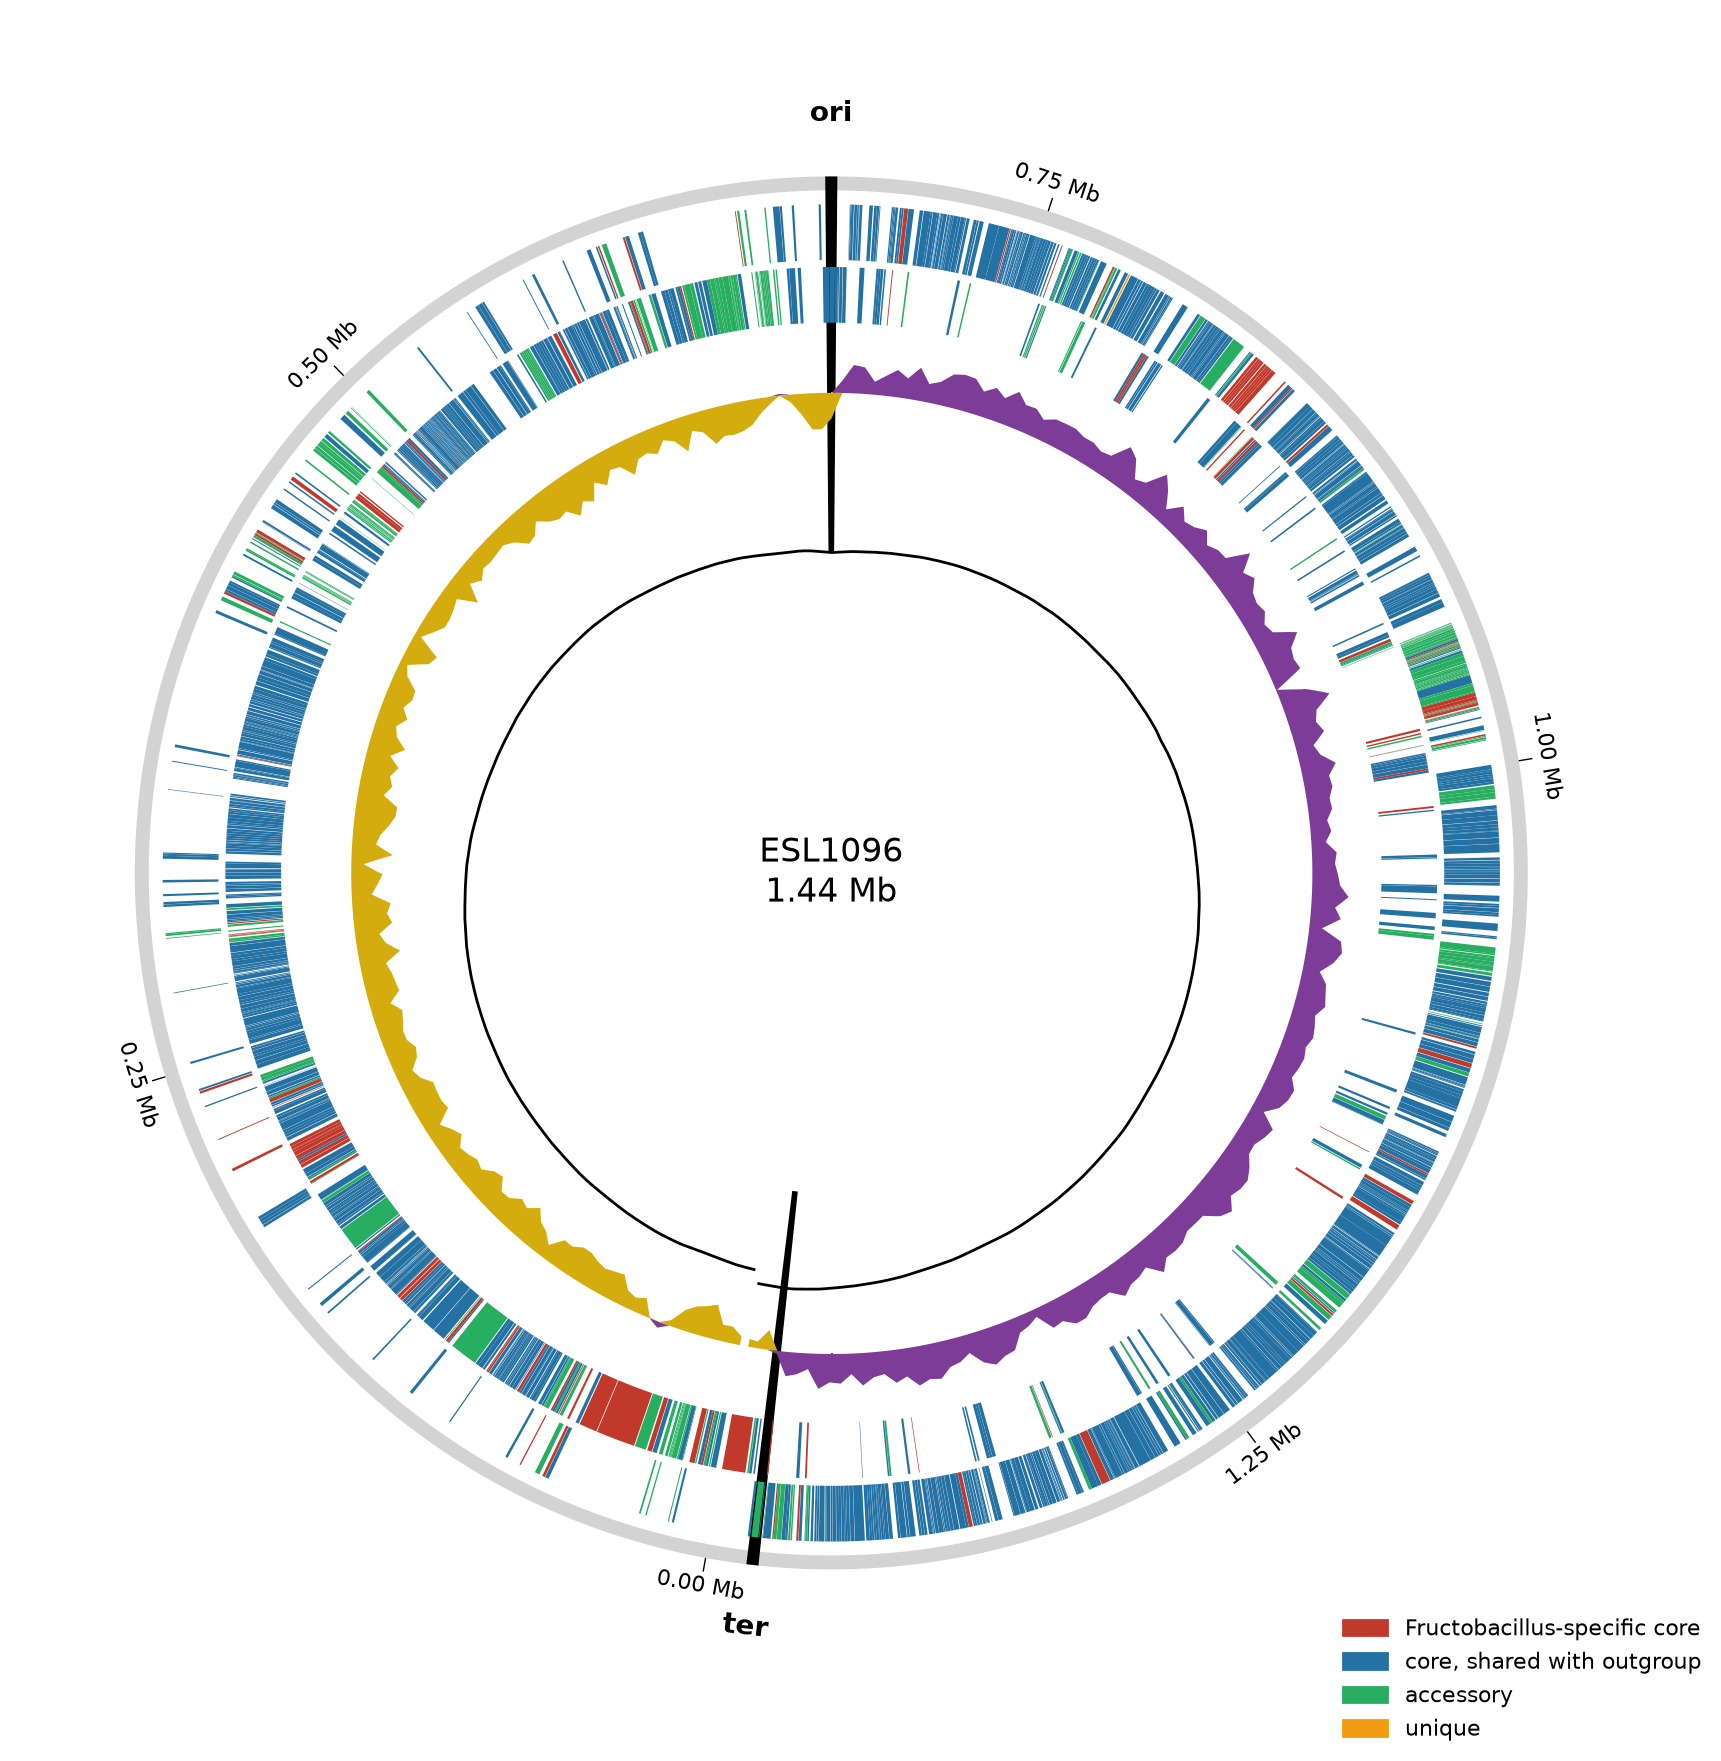 ori
0.75 Mb
0.50 Mb
1.00 Mb
ESL1096
1.44 Mb
0.25 Mb
1.25 Mb
0.00 Mb
ter
Fructobacillus-specific core
core, shared with outgroup
accessory
unique